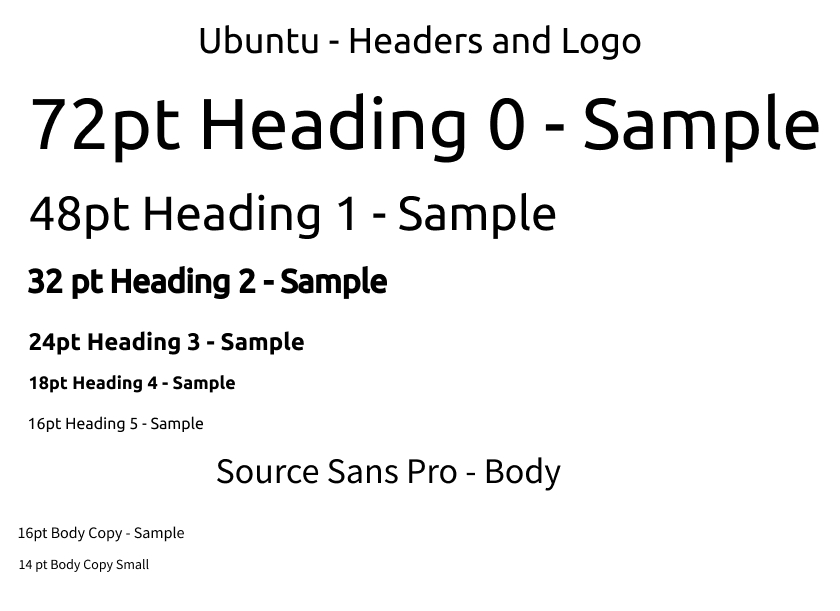 Ubuntu - Headers and Logo
72pt Heading 0 - Sample
48pt Heading 1 - Sample
32 pt Heading 2 - Sample
24pt Heading 3 - Sample
18pt Heading 4 - Sample
16pt Heading 5 - Sample
Source Sans Pro - Body
16pt Body Copy - Sample
14 pt Body Copy Small